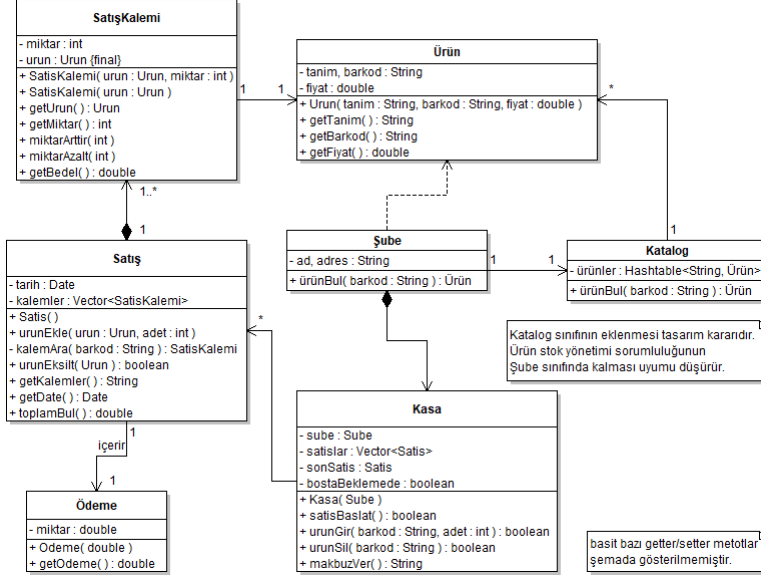 SatışKalemi
- miktar : int
- urun : Urun {final}
+ SatisKalemi( urun : Urun, miktar : int )
+ SatisKalemi( urun : Urun )
+ getUrun( ) : Urun
+ getMiktar( ) : int
+ miktarArttir( int )
+ miktarAzalt( int )
+ getBedel( ) : double
1
1
Ürün
- tanim, barkod : String
- fiyat : double
+ Urun( tanim : String, barkod : String, fiyat : double )
+ getTanim( ) : String
+ getBarkod( ) : String
+ getFiyat( ) : double
*
1..*
1
1
Satış
- tarih : Date
- kalemler : Vector<SatisKalemi>
+ Satis( )
+ urunEkle( urun : Urun, adet : int )
- kalemAra( barkod : String ) : SatisKalemi
+ urunEksilt( Urun ) : boolean
+ getKalemler( ) : String
+ getDate( ) : Date
+ toplamBul( ) : double
*
Şube
- ad, adres : String
+ ürünBul( barkod : String ) : Ürün
1
1
Katalog
- ürünler : Hashtable<String, Ürün>
+ ürünBul( barkod : String ) : Ürün
Katalog sınıfının eklenmesi tasarım kararıdır.
Ürün stok yönetimi sorumluluğunun
Şube sınıfında kalması uyumu düşürür.
1
içerir
1
Ödeme
- miktar : double
+ Odeme( double )
+ getOdeme( ) : double
Kasa
- sube : Sube
- satislar : Vector<Satis>
- sonSatis : Satis
- bostaBeklemede : boolean
+ Kasa( Sube )
+ satisBaslat( ) : boolean
+ urunGir( barkod : String, adet : int ) : boolean
+ urunSil( barkod : String ) : boolean
+ makbuzVer( ) : String
basit bazı getter/setter metotlar
şemada gösterilmemiştir.